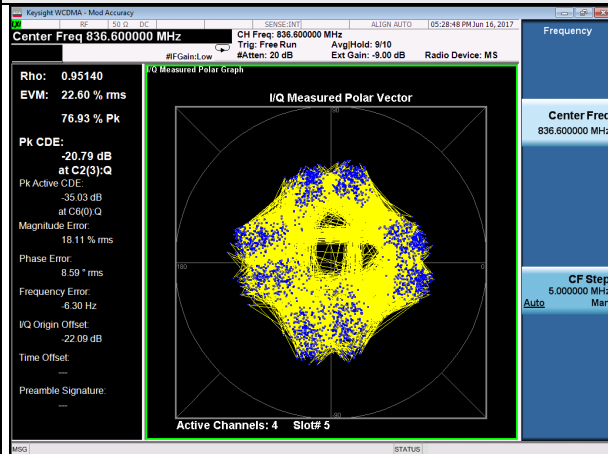 Keysight WCDMA - Mod Accuracy
RF 50 Ω DC SENSE:INT ALIGN AUTO 05:28:48 PM Jun 16, 2017
Center Freq 836.600000 MHz
CH Freq: 836.600000 MHz
Trig: Free Run Avg|Hold: 9/10
#IFGain:Low #Atten: 20 dB Ext Gain: -9.00 dB Radio Device: MS
Frequency
Center Freq
836.600000 MHz
CF Step
5.000000 MHz
Auto Man
Rho: 0.95140
EVM: 22.60 % rms
76.93 % Pk
Pk CDE:
-20.79 dB
at C2(3):Q
Pk Active CDE:
-35.03 dB
at C6(0):Q
Magnitude Error:
18.11 % rms
Phase Error:
8.59 ° rms
Frequency Error:
-6.30 Hz
I/Q Origin Offset:
-22.09 dB
Time Offset:
---
Preamble Signature:
---
I/Q Measured Polar Graph
I/Q Measured Polar Vector
90
180
0
-90
Active Channels: 4 Slot# 5
MSG STATUS